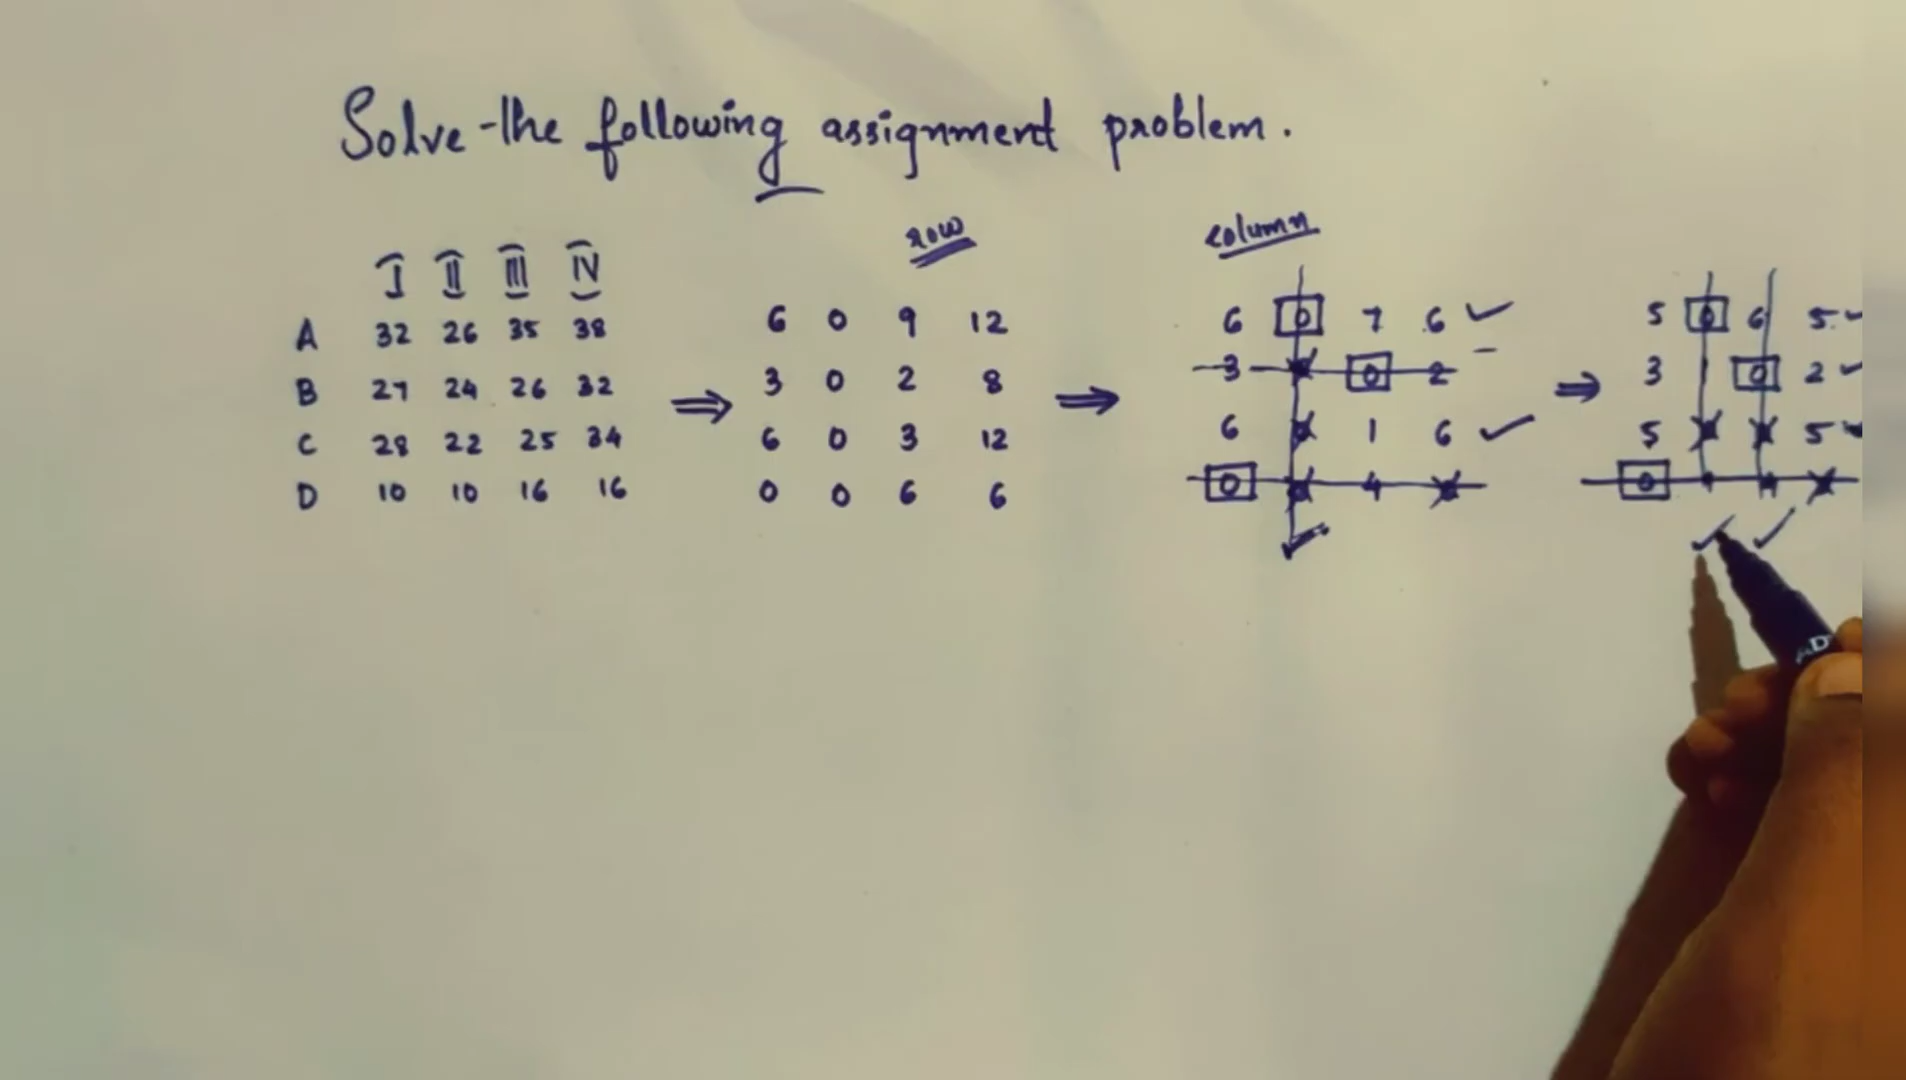 Solve the following assignment problem.
row column
I II III IV
A 32 26 35 38 6 0 9 12 6 0 7 6 5 0 6 5
B 27 24 26 32 ⇒ 3 0 2 8 ⇒ 3 0 2 ⇒ 3 1 0 2
C 28 22 25 34 6 0 3 12 6 0 1 6 5 5
D 10 10 16 16 0 0 6 6 0 0 4 0